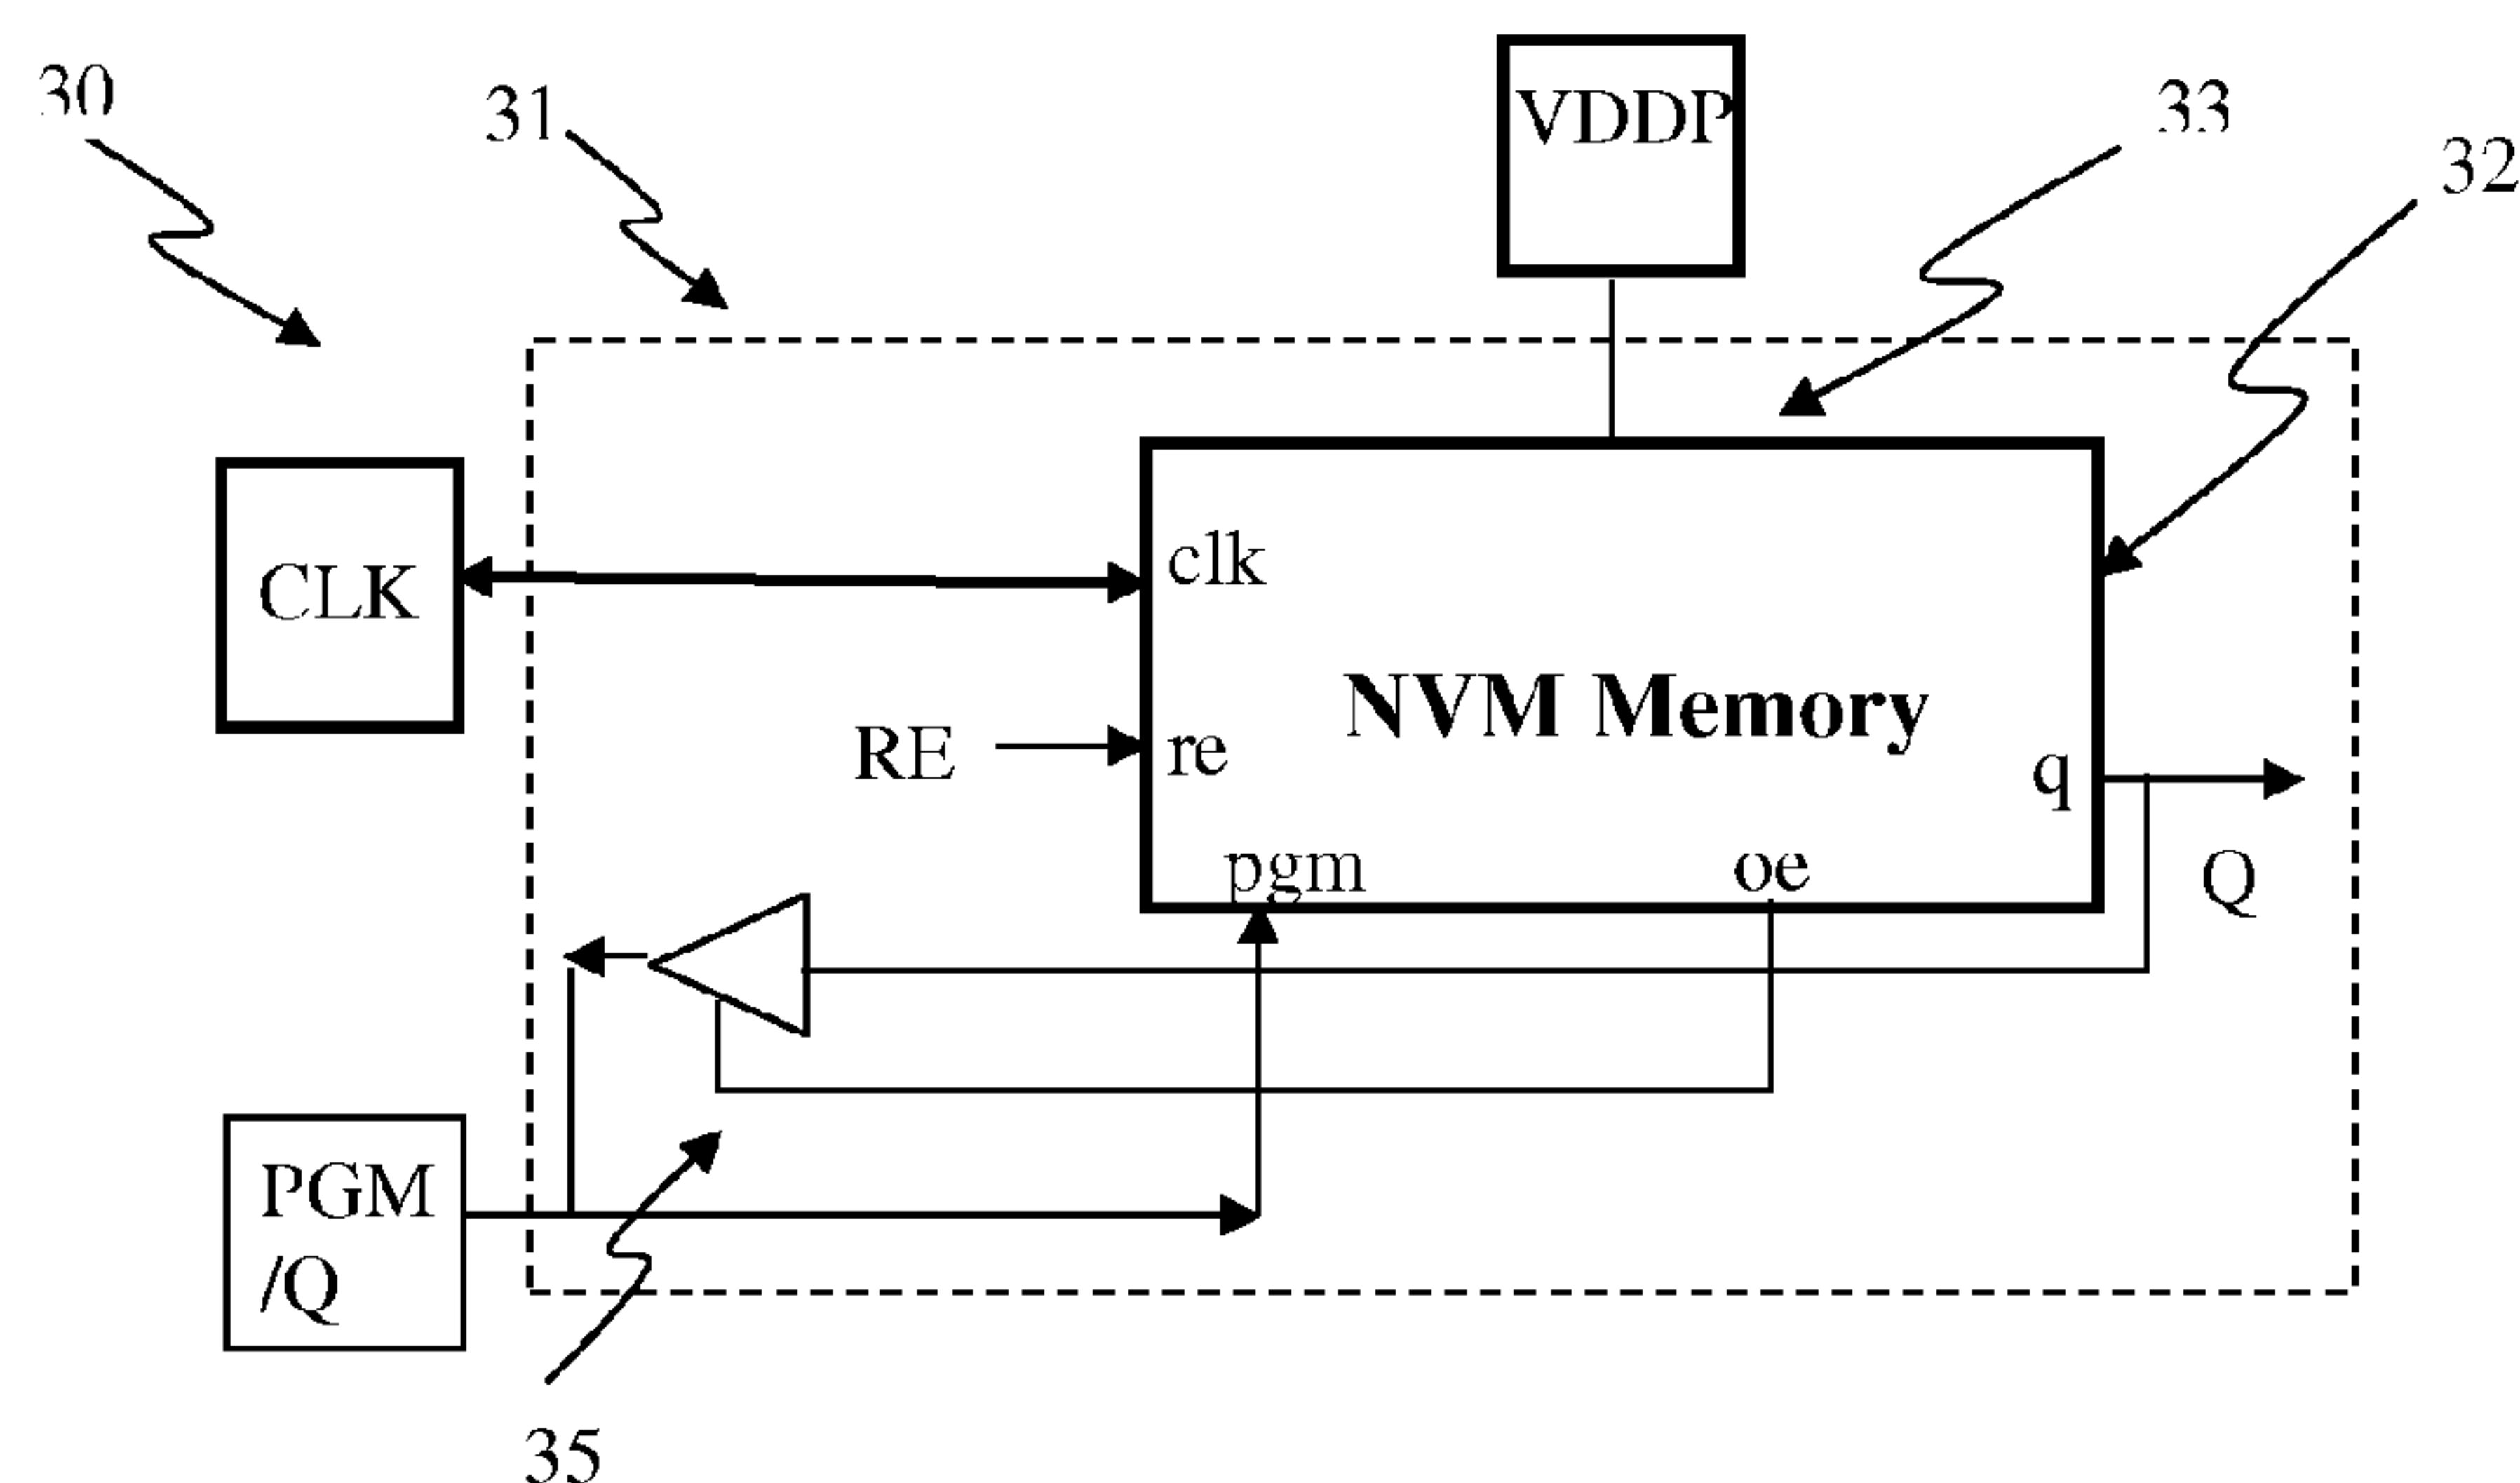 30
31
VDDP
33
32
CLK
clk
NVM Memory
RE
re
q
pgm
oe
Q
PGM
/Q
35